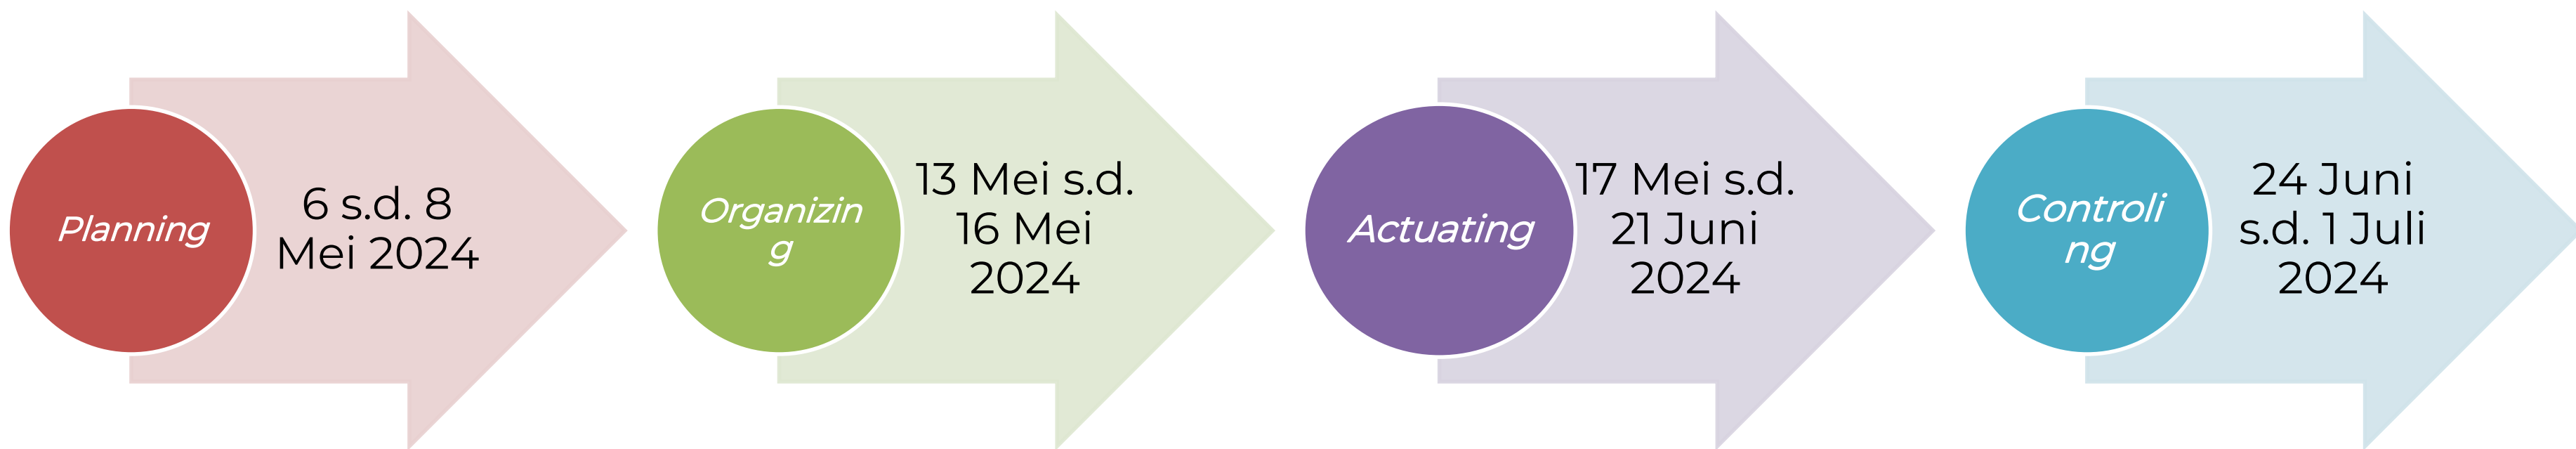 Planning
6 s.d. 8
Mei 2024
Organizin
g
13 Mei s.d.
16 Mei
2024
Actuating
17 Mei s.d.
21 Juni
2024
Controli
ng
24 Juni
s.d. 1 Juli
2024